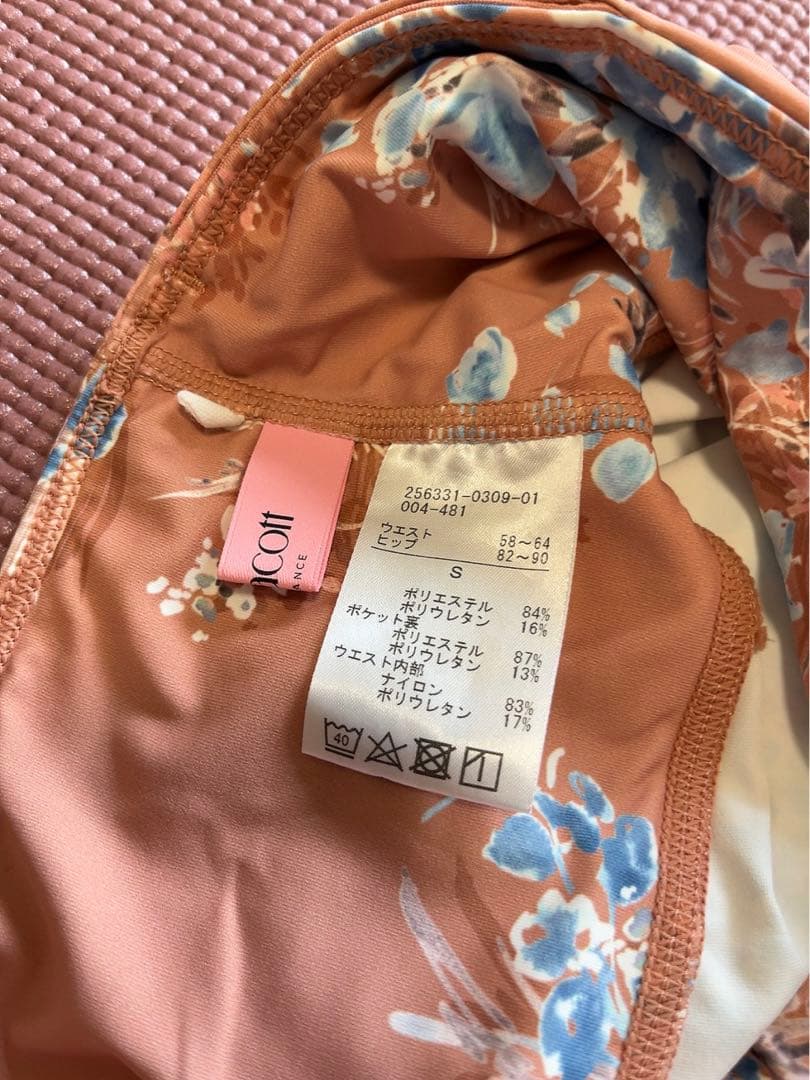 acott
ANCE
256331-0309-01
004-481
ウエスト 58～64
ヒップ 82～90
S
ポリエステル 84%
ポリウレタン 16%
ポケット裏
ポリエステル 87%
ポリウレタン 13%
ウエスト内部
ナイロン 83%
ポリウレタン 17%
40